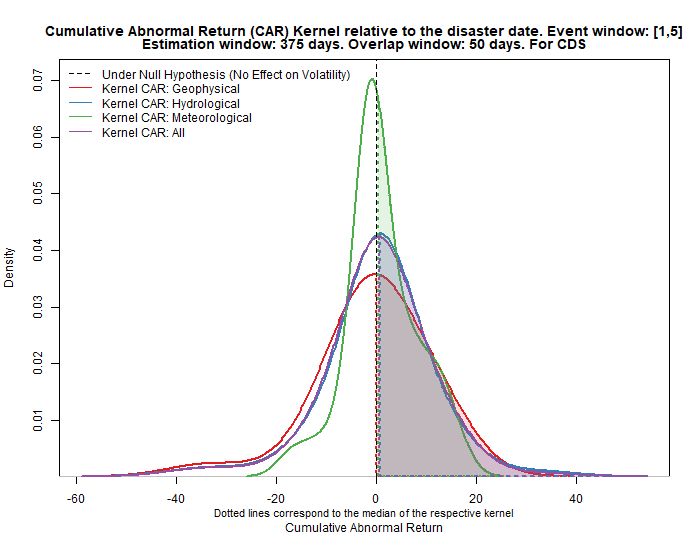 Cumulative Abnormal Return (CAR) Kernel relative to the disaster date. Event window: [1,5]
Estimation window: 375 days. Overlap window: 50 days. For CDS
Under Null Hypothesis (No Effect on Volatility)
Kernel CAR: Geophysical
Kernel CAR: Hydrological
Kernel CAR: Meteorological
Kernel CAR: All
0.07
0.06
0.05
0.04
0.03
0.02
0.01
Density
-60 -40 -20 0 20 40
Dotted lines correspond to the median of the respective kernel
Cumulative Abnormal Return